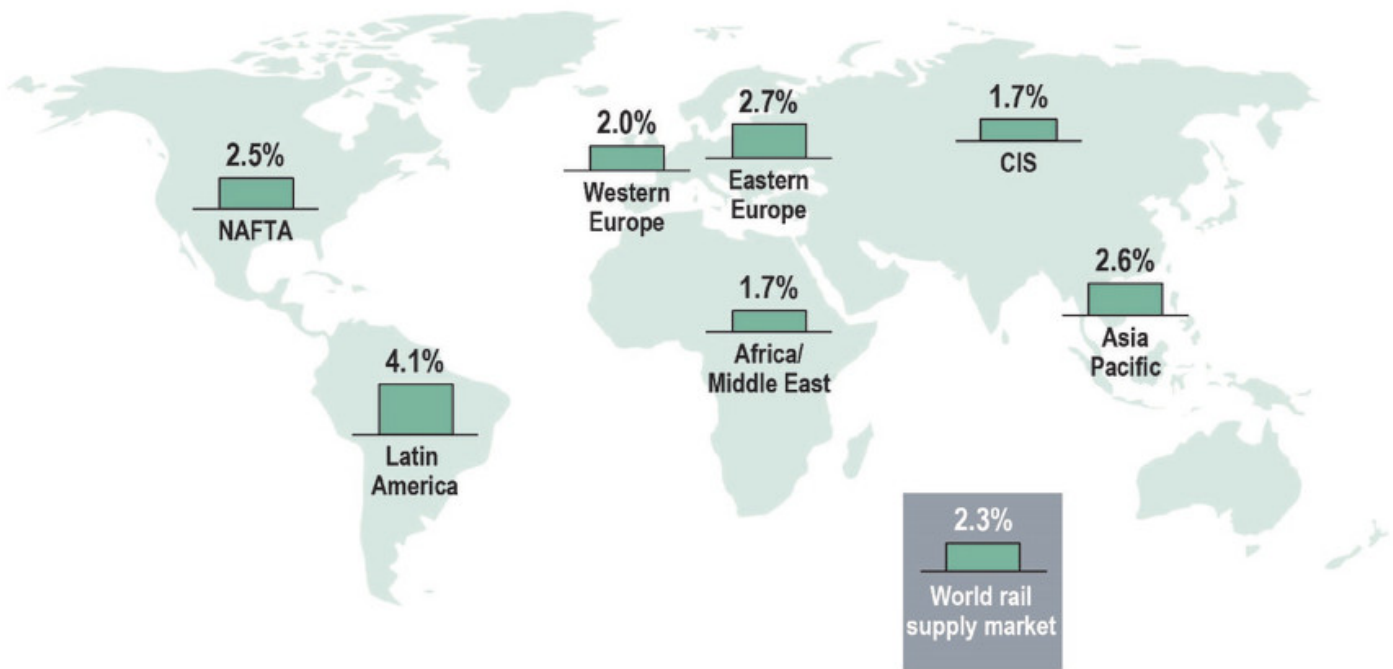 2.5%
NAFTA
2.0%
Western
Europe
2.7%
Eastern
Europe
1.7%
CIS
4.1%
Latin
America
1.7%
Africa/
Middle East
2.6%
Asia
Pacific
2.3%
World rail
supply market